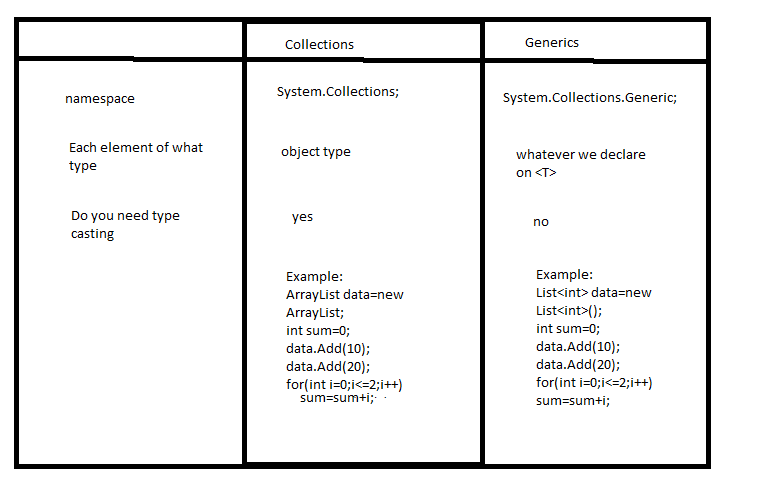 Collections
Generics
namespace
System.Collections;
System.Collections.Generic;
Each element of what
type
object type
whatever we declare
on <T>
Do you need type
casting
yes
no
Example:
ArrayList data=new
ArrayList;
int sum=0;
data.Add(10);
data.Add(20);
for(int i=0;i<=2;i++)
sum=sum+i;
Example:
List<int> data=new
List<int>();
int sum=0;
data.Add(10);
data.Add(20);
for(int i=0;i<=2;i++)
sum=sum+i;